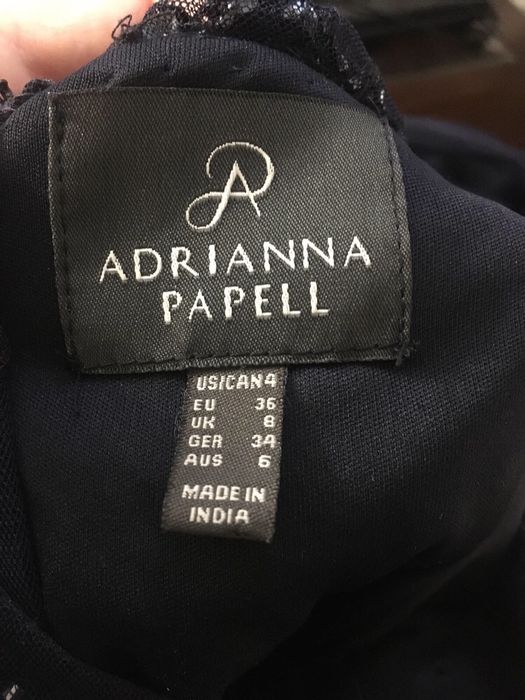 ADRIANNA
PAPELL
US|CAN 4
EU 36
UK 8
GER 34
AUS 6
MADE IN
INDIA